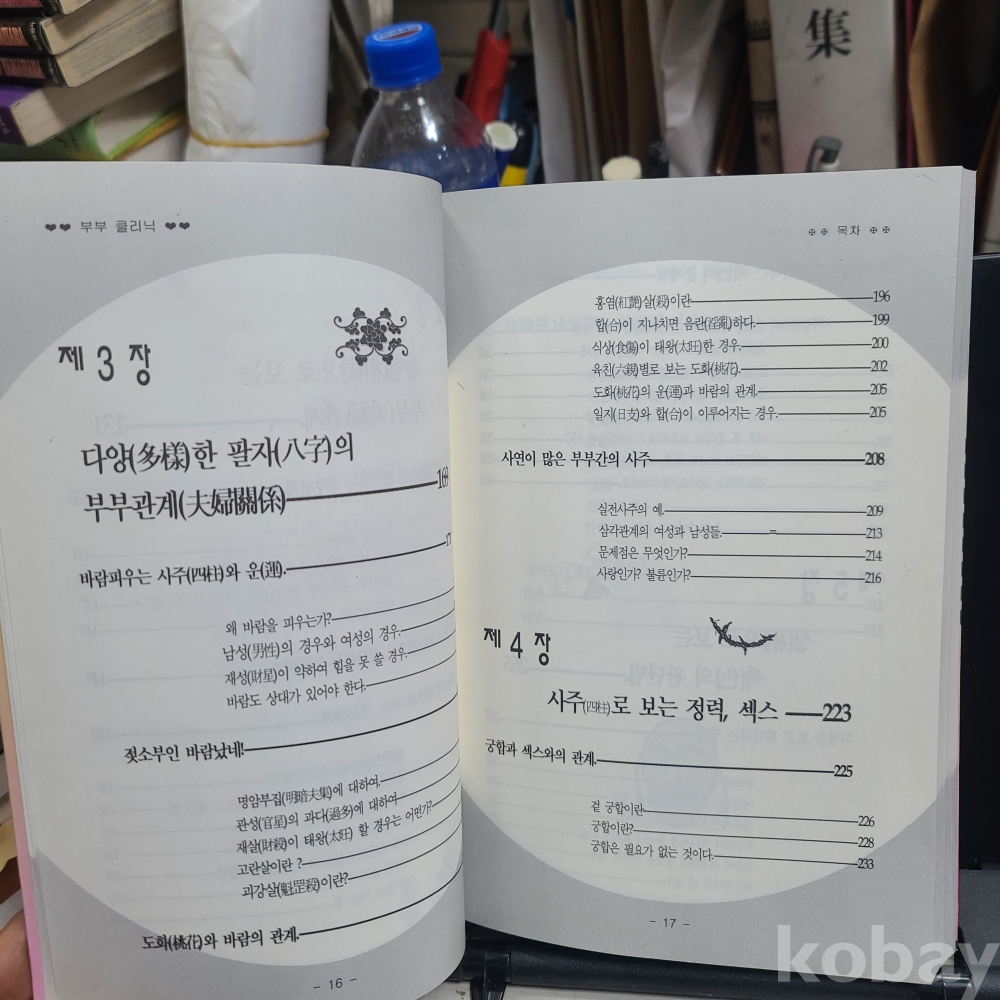 集
❤❤ 부부 클리닉 ❤❤
제 3 장
다양(多樣)한 팔자(八字)의
부부관계(夫婦關係) 169
바람피우는 사주(四柱)와 운(運).
왜 바람을 피우는가?
남성(男性)의 경우와 여성의 경우.
재성(財星)이 약하여 힘을 못 쓸 경우.
바람도 상대가 있어야 한다.
젖소부인 바람났네!
명암부집(明暗夫集)에 대하여.
관성(官星)의 과다(過多)에 대하여
재살(財殺)이 태왕(太旺) 할 경우는 어떤가?
고란살이란 ?
괴강살(魁罡殺)이란?
도화(桃花)와 바람의 관계.
- 16 -
목차
홍염(紅艶)살(殺)이란 196
합(合)이 지나치면 음란(淫亂)하다. 199
식상(食傷)이 태왕(太旺)한 경우. 200
육친(六親)별로 보는 도화(桃花). 202
도화(桃花)의 운(運)과 바람의 관계. 205
일지(日支)와 합(合)이 이루어지는 경우. 205
사연이 많은 부부간의 사주 208
실전사주의 예. 209
삼각관계의 여성과 남성들. 213
문제점은 무엇인가? 214
사랑인가? 불륜인가? 216
제 4 장
사주(四柱)로 보는 정력, 섹스 223
궁합과 섹스와의 관계. 225
겉 궁합이란 226
궁합이란? 228
궁합은 필요가 없는 것이다. 233
- 17 -
kobay